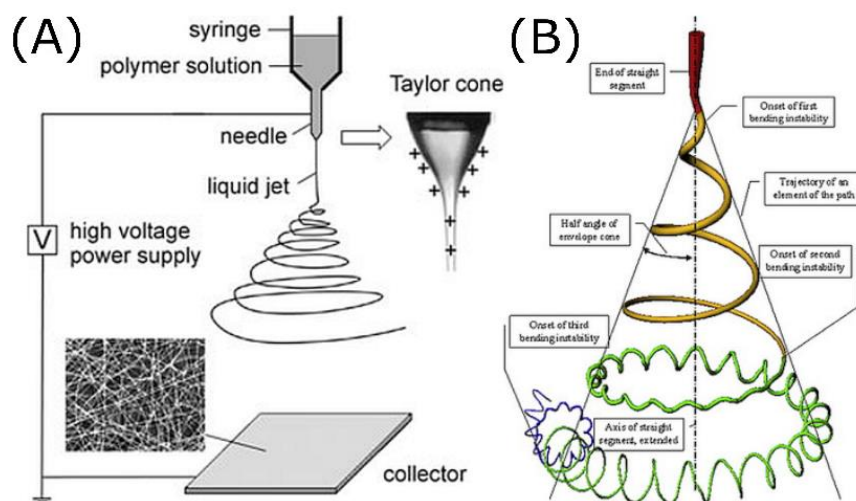 (A)
syringe
polymer solution
needle
liquid jet
V
high voltage
power supply
Taylor cone
+
+
+
+
+
+
+
+
collector
(B)
End of straight
segment
Onset of first
bending instability
Trajectory of an
element of the path
Half angle of
envelope cone
Onset of second
bending instability
Onset of third
bending instability
Axis of straight
segment, extended